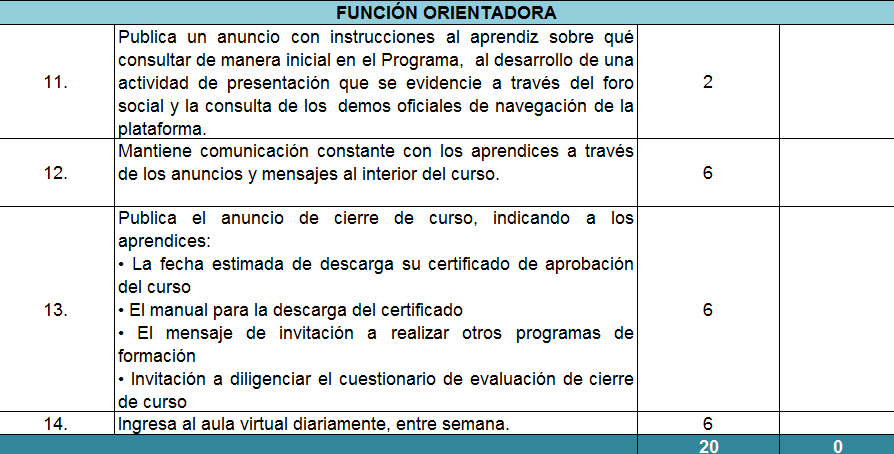 FUNCIÓN ORIENTADORA
11.
Publica un anuncio con instrucciones al aprendiz sobre qué
consultar de manera inicial en el Programa, al desarrollo de una
actividad de presentación que se evidencie a través del foro
social y la consulta de los demos oficiales de navegación de la
plataforma.
2
12.
Mantiene comunicación constante con los aprendices a través
de los anuncios y mensajes al interior del curso.
6
13.
Publica el anuncio de cierre de curso, indicando a los
aprendices:
• La fecha estimada de descarga su certificado de aprobación
del curso
• El manual para la descarga del certificado
• El mensaje de invitación a realizar otros programas de
formación
• Invitación a diligenciar el cuestionario de evaluación de cierre
de curso
6
14.
Ingresa al aula virtual diariamente, entre semana.
6
20
0